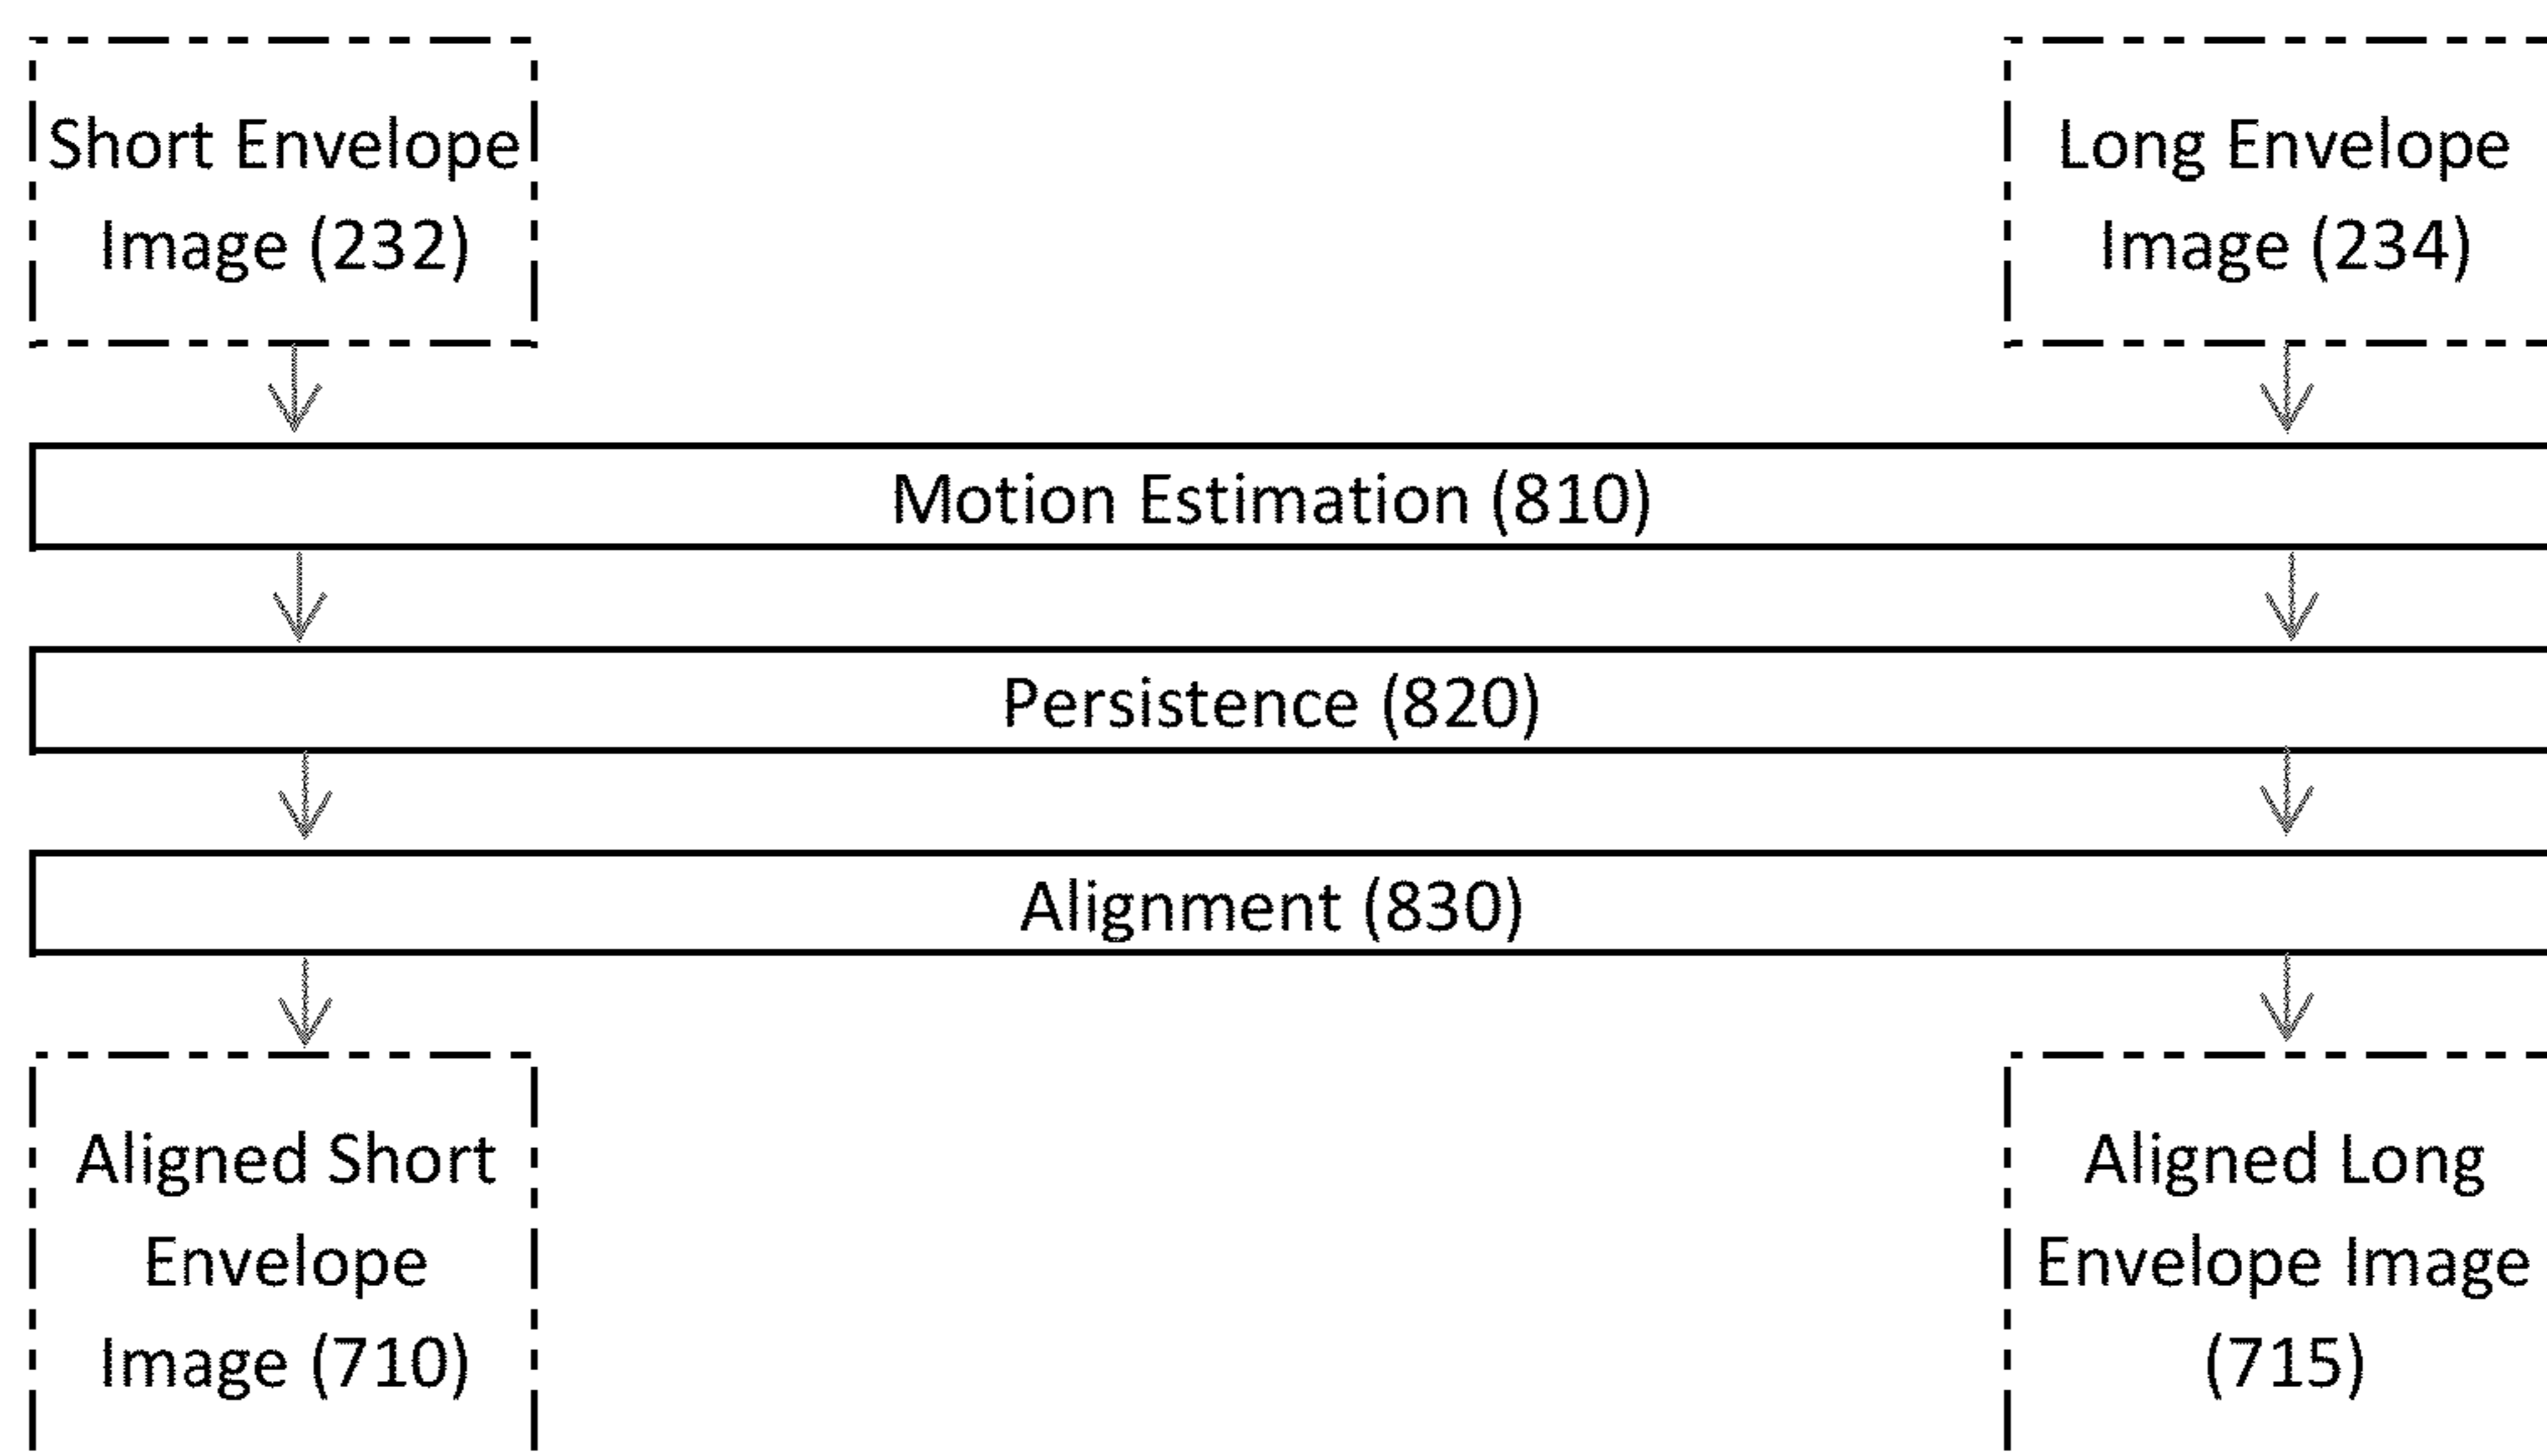 Short Envelope
Image (232)
Long Envelope
Image (234)
Motion Estimation (810)
Persistence (820)
Alignment (830)
Aligned Short
Envelope
Image (710)
Aligned Long
Envelope Image
(715)